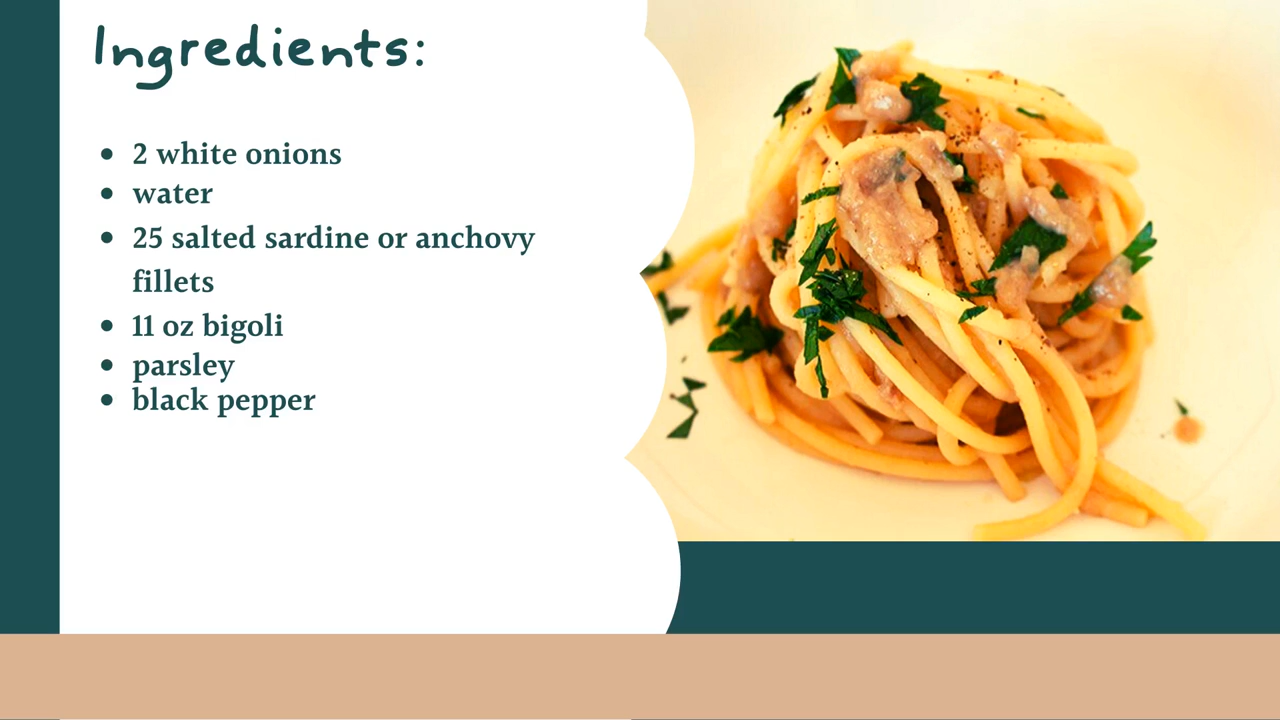 Ingredients:
• 2 white onions
• water
• 25 salted sardine or anchovy
fillets
• 11 oz bigoli
• parsley
• black pepper